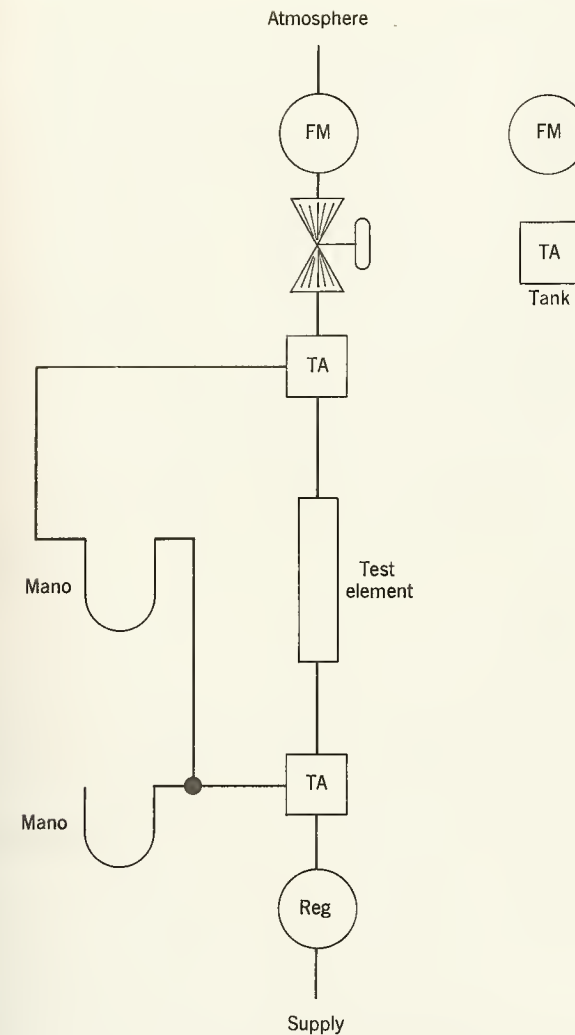 Atmosphere
FM
FM
TA
Tank
TA
Mano
Test
element
TA
Mano
Reg
Supply